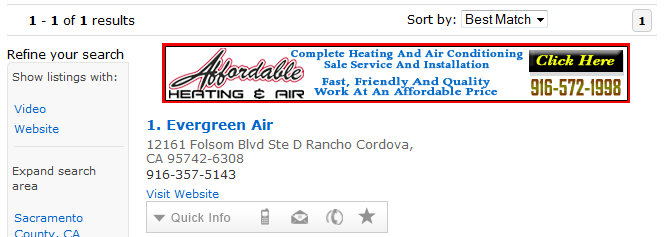 1 - 1 of 1 results
Sort by: Best Match
1
Refine your search
Show listings with:
Video
Website
Expand search
area
Sacramento
County, CA
Affordable
HEATING & AIR
Complete Heating And Air Conditioning
Sale Service And Installation
Fast, Friendly And Quality
Work At An Affordable Price
Click Here
916-572-1998
1. Evergreen Air
12161 Folsom Blvd Ste D Rancho Cordova,
CA 95742-6308
916-357-5143
Visit Website
Quick Info